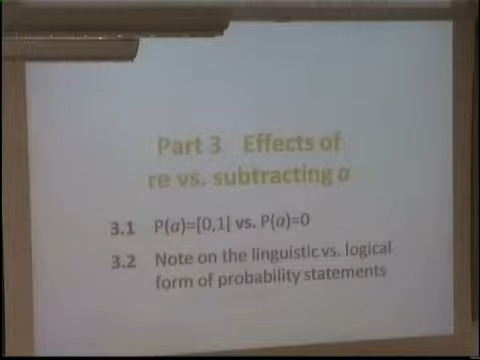 Part 3 Effects of
re vs. subtracting a
3.1 P(a)=[0,1[ vs. P(a)=0
3.2 Note on the linguistic vs. logical
form of probability statements